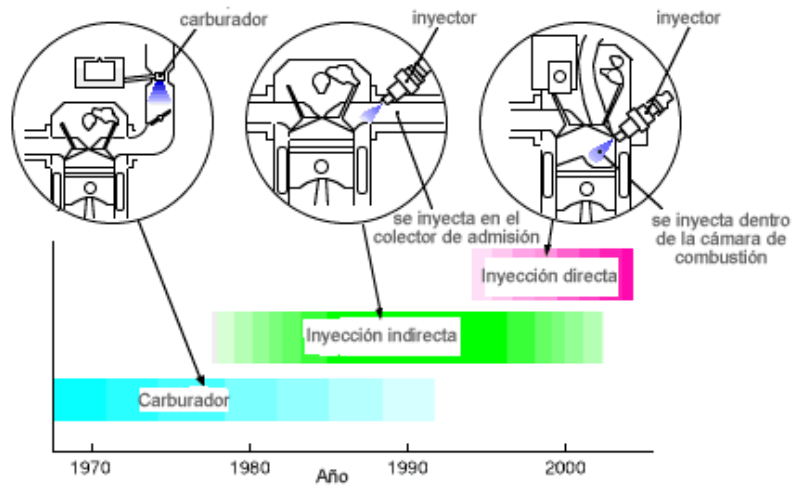 carburador
inyector
inyector
se inyecta en el
colector de admisión
se inyecta dentro
de la cámara de
combustión
Inyección directa
Inyección indirecta
Carburador
1970
1980
1990
2000
Año